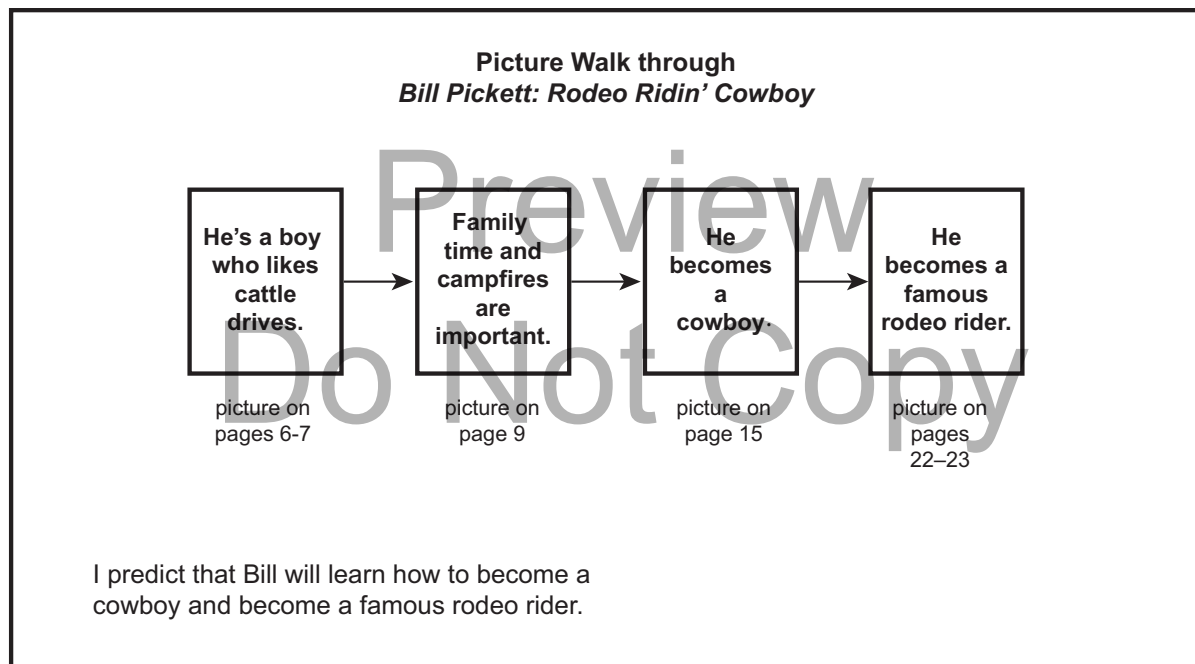 Picture Walk through
Bill Pickett: Rodeo Ridin’ Cowboy
Preview
Do Not Copy
He’s a boy
who likes
cattle
drives.
Family
time and
campfires
are
important.
He
becomes
a
cowboy.
He
becomes a
famous
rodeo rider.
picture on
pages 6-7
picture on
page 9
picture on
page 15
picture on
pages
22–23
I predict that Bill will learn how to become a
cowboy and become a famous rodeo rider.